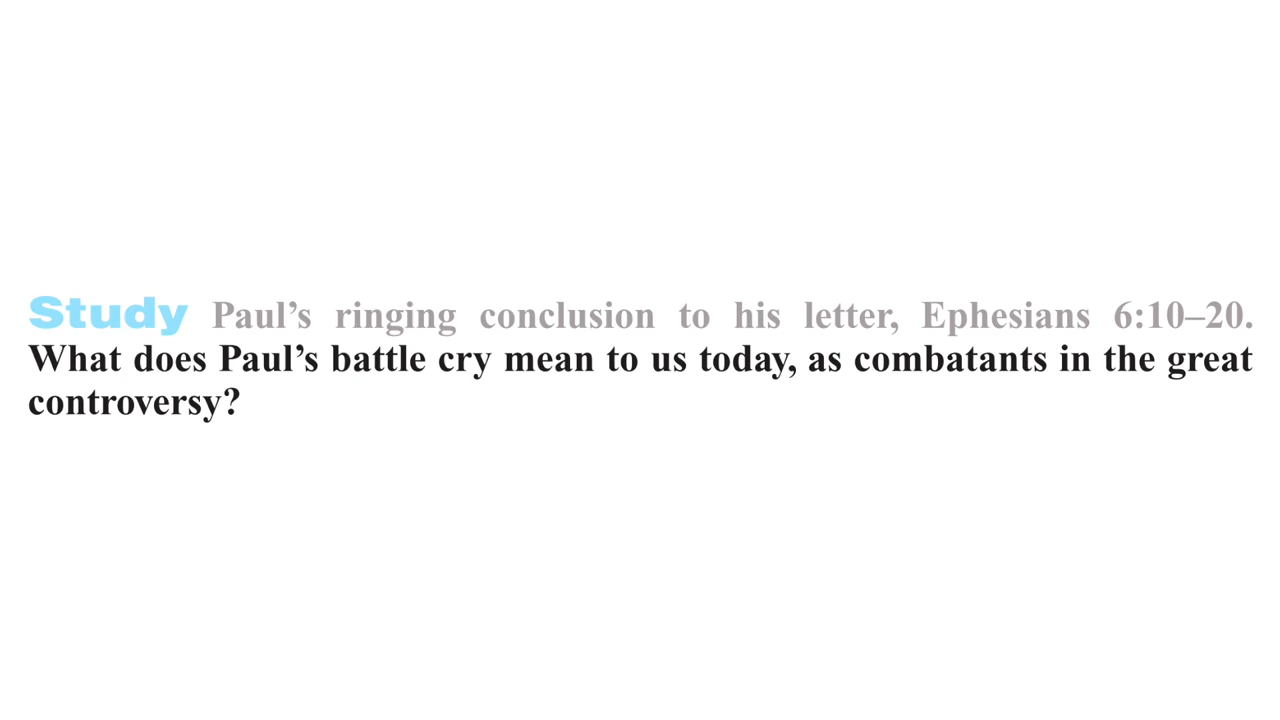 Study Paul’s ringing conclusion to his letter, Ephesians 6:10–20.
What does Paul’s battle cry mean to us today, as combatants in the great
controversy?